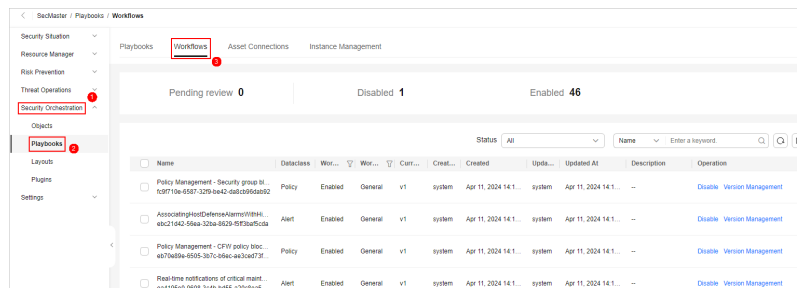 SecMaster / Playbooks / Workflows
Security Situation
Resource Manager
Risk Prevention
Threat Operations
1
Security Orchestration
Objects
Playbooks
2
Layouts
Plugins
Settings
Playbooks Workflows Asset Connections Instance Management
3
Pending review 0 Disabled 1 Enabled 46
Status All Name Enter a keyword.
Name Dataclass Wor... Wor... Curr... Creat... Created Upda... Updated At Description Operation
Policy Management - Security group bl...
fc9f710e-6587-32f9-be42-da8cb96dab92
Policy Enabled General v1 system Apr 11, 2024 14:1... system Apr 11, 2024 14:1... -- Disable Version Management
AssociatingHostDefenseAlarmsWithHi...
ebc21d42-56ea-32ba-8629-f5ff3baf5cda
Alert Enabled General v1 system Apr 11, 2024 14:1... system Apr 11, 2024 14:1... -- Disable Version Management
Policy Management - CFW policy bloc...
eb70e89e-6505-3b7c-b6ec-ae3ced73f...
Policy Enabled General v1 system Apr 11, 2024 14:1... system Apr 11, 2024 14:1... -- Disable Version Management
Real-time notifications of critical maint...
Alert Enabled General v1 system Apr 11, 2024 14:1... system Apr 11, 2024 14:1... -- Disable Version Management